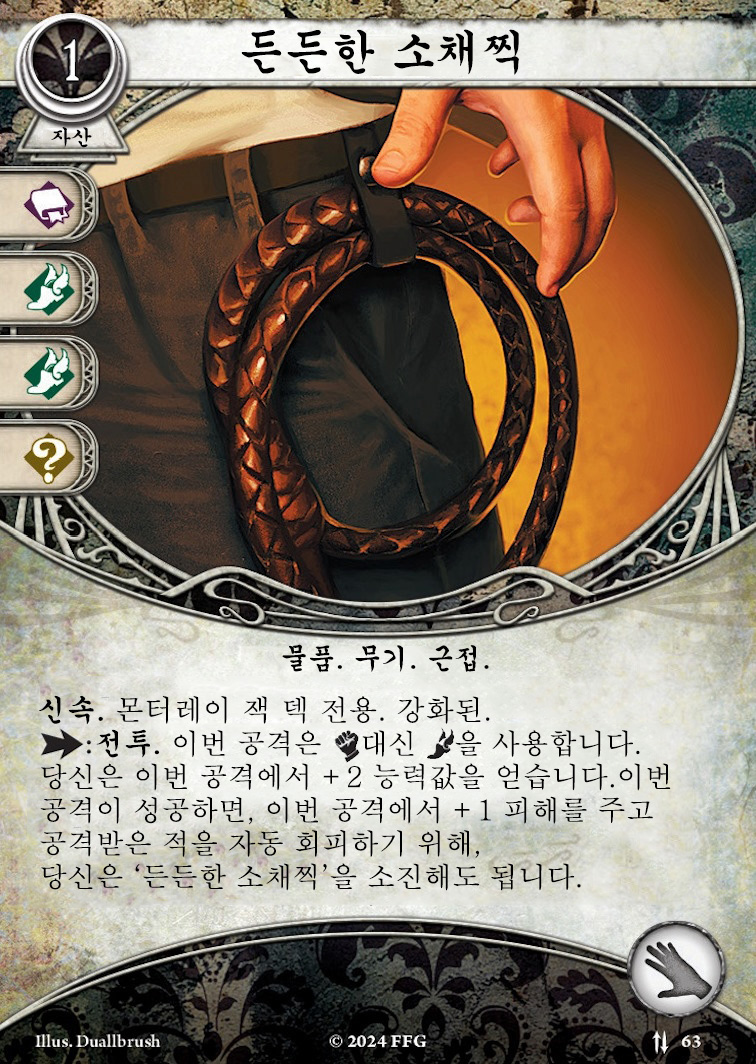 든든한 소채찍
1
자산
?
물품. 무기. 근접.
신속. 몬터레이 잭 덱 전용. 강화된.
:전투. 이번 공격은 대신 을 사용합니다.
당신은 이번 공격에서 +2 능력값을 얻습니다.이번
공격이 성공하면, 이번 공격에서 +1 피해를 주고
공격받은 적을 자동 회피하기 위해,
당신은 ‘든든한 소채찍’을 소진해도 됩니다.
Illus. Duallbrush © 2024 FFG 63